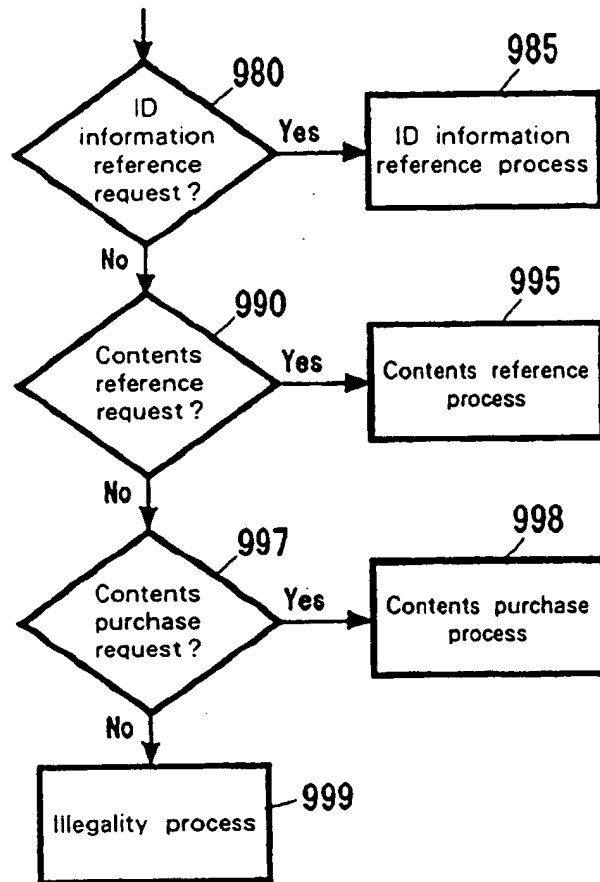 980
ID
information
reference
request ?
Yes
985
ID information
reference process
No
990
Contents
reference
request ?
Yes
995
Contents reference
process
No
997
Contents
purchase
request ?
Yes
998
Contents purchase
process
No
Illegality process
999